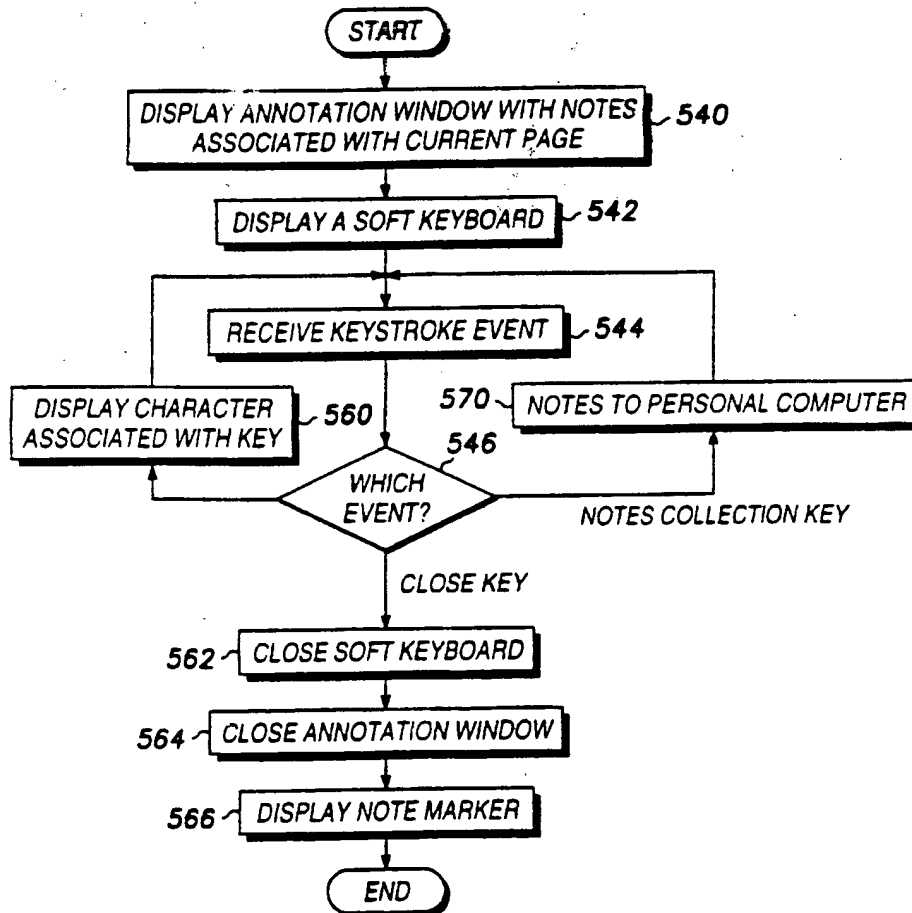 START
DISPLAY ANNOTATION WINDOW WITH NOTES
ASSOCIATED WITH CURRENT PAGE
540
DISPLAY A SOFT KEYBOARD
542
RECEIVE KEYSTROKE EVENT
544
DISPLAY CHARACTER
ASSOCIATED WITH KEY
560
570
NOTES TO PERSONAL COMPUTER
546
WHICH
EVENT?
NOTES COLLECTION KEY
CLOSE KEY
562
CLOSE SOFT KEYBOARD
564
CLOSE ANNOTATION WINDOW
566
DISPLAY NOTE MARKER
END